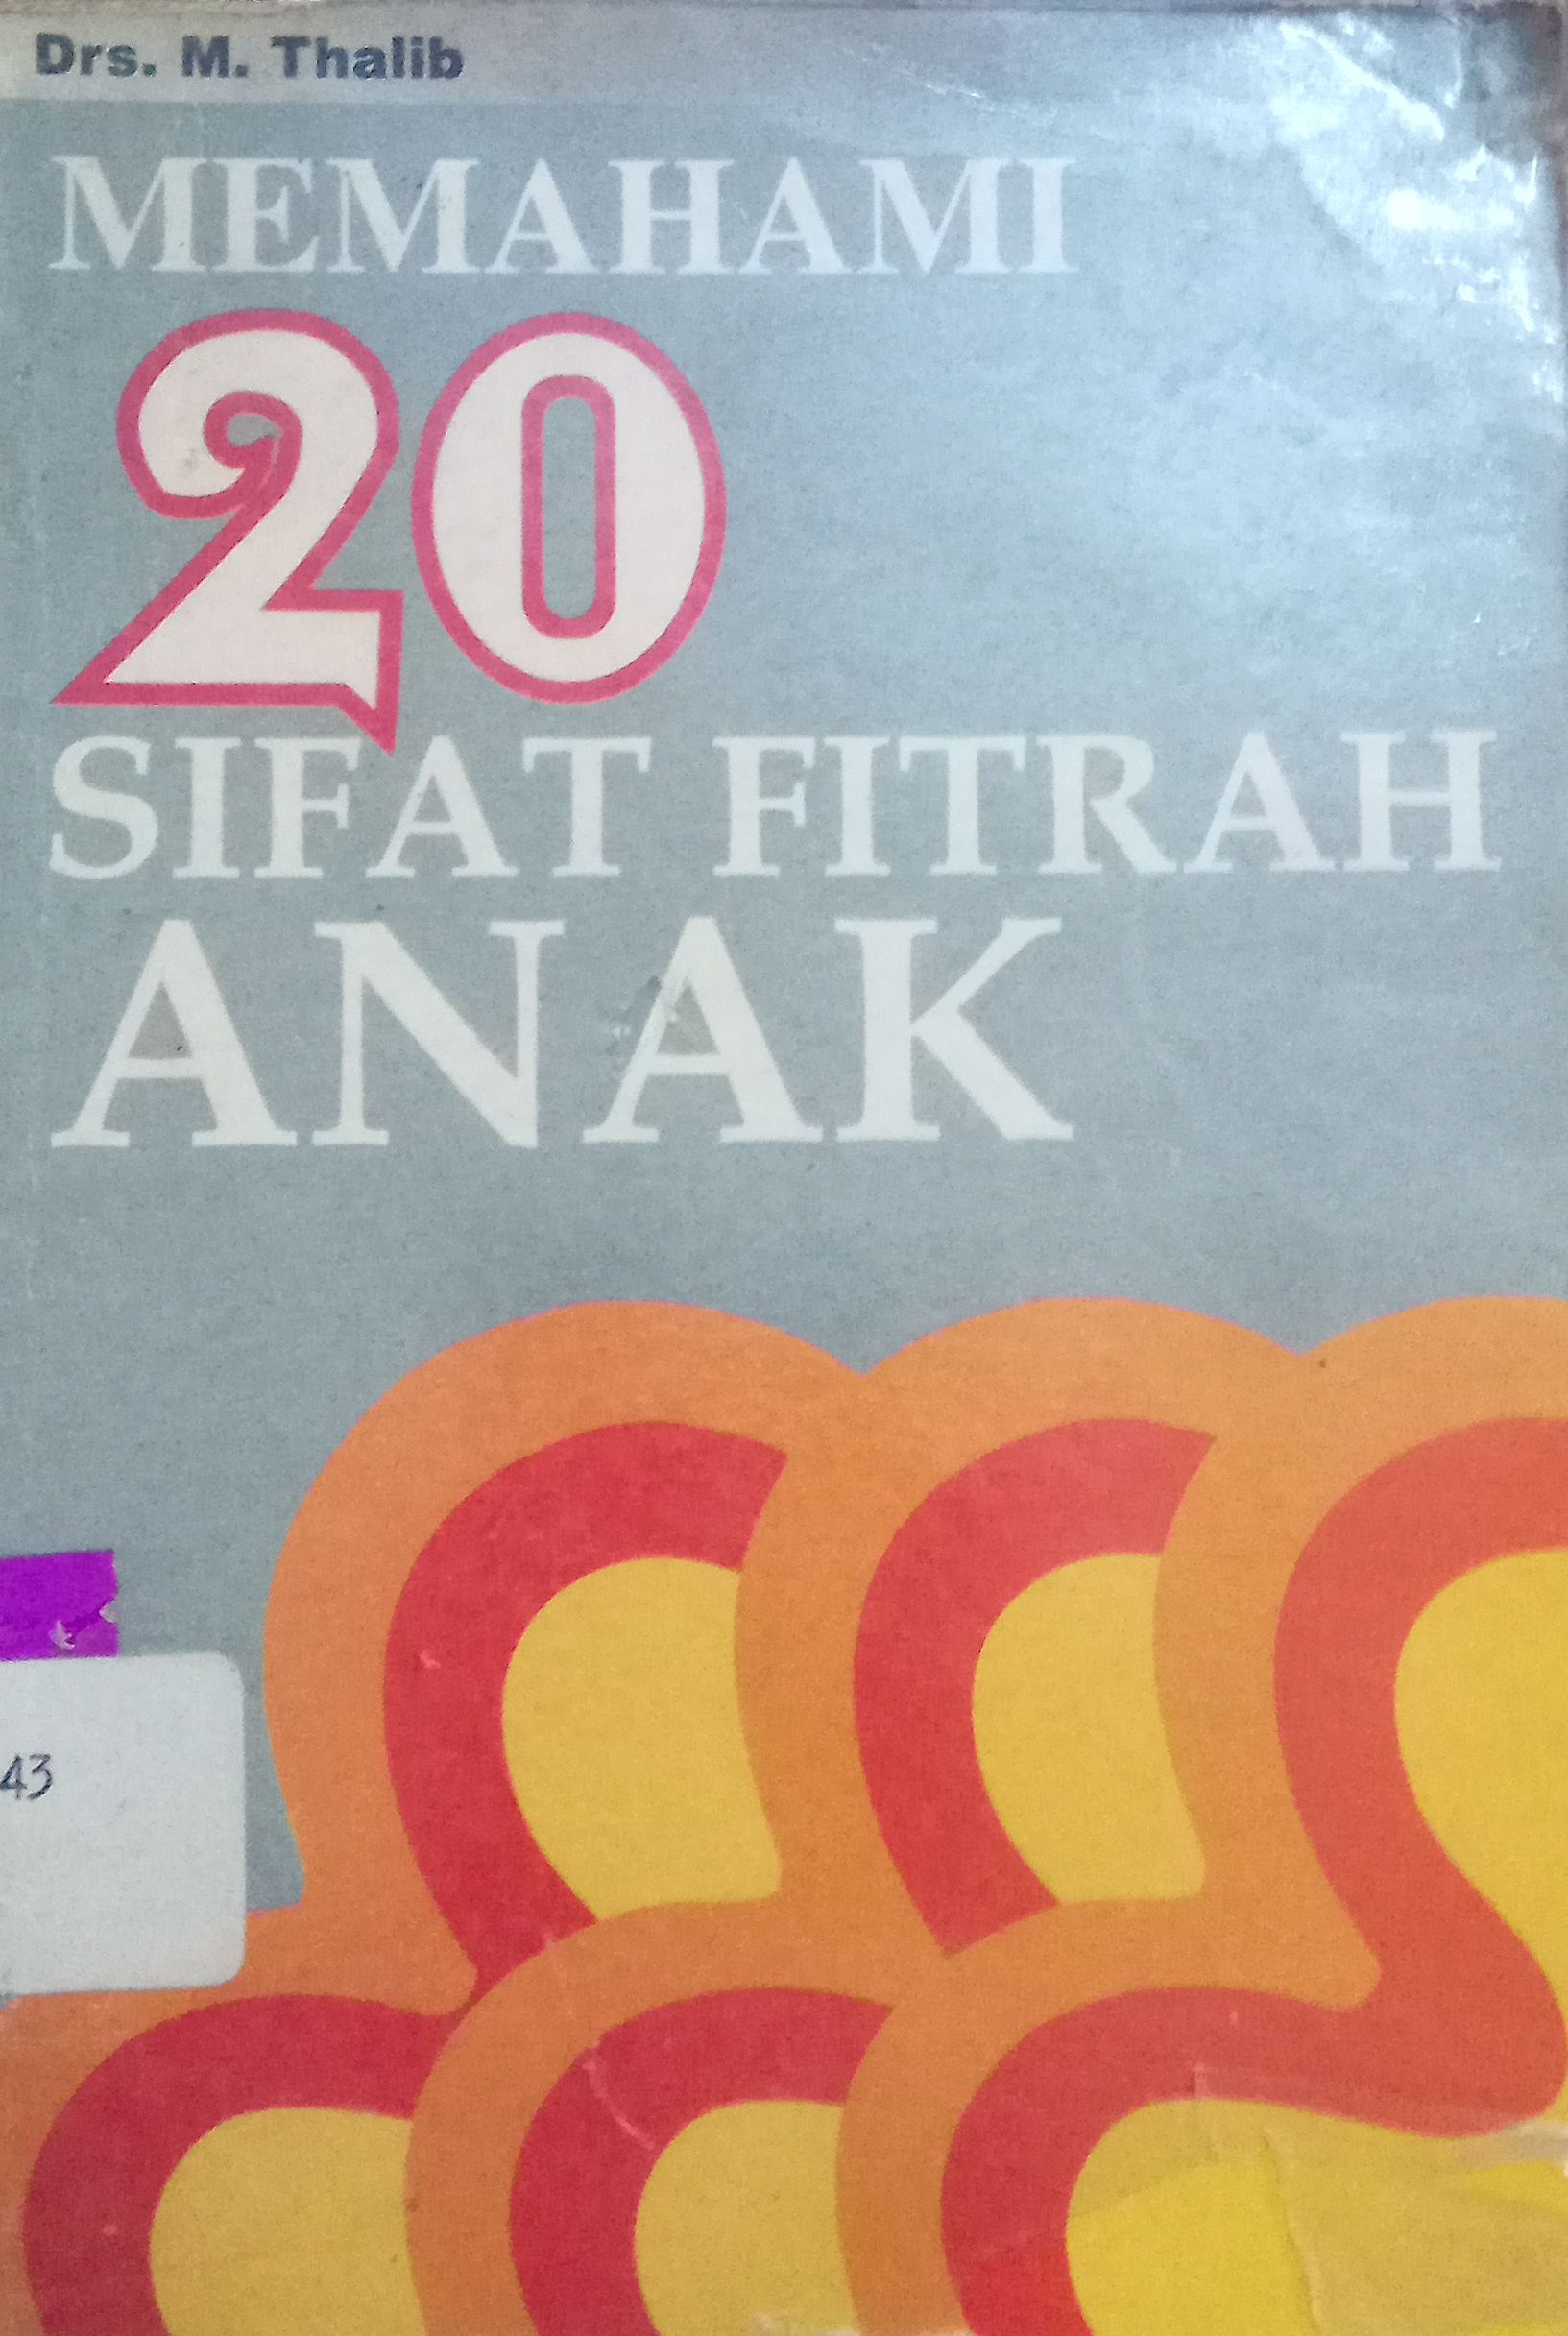 Drs. M. Thalib
MEMAHAMI
20
SIFAT FITRAH
ANAK
43